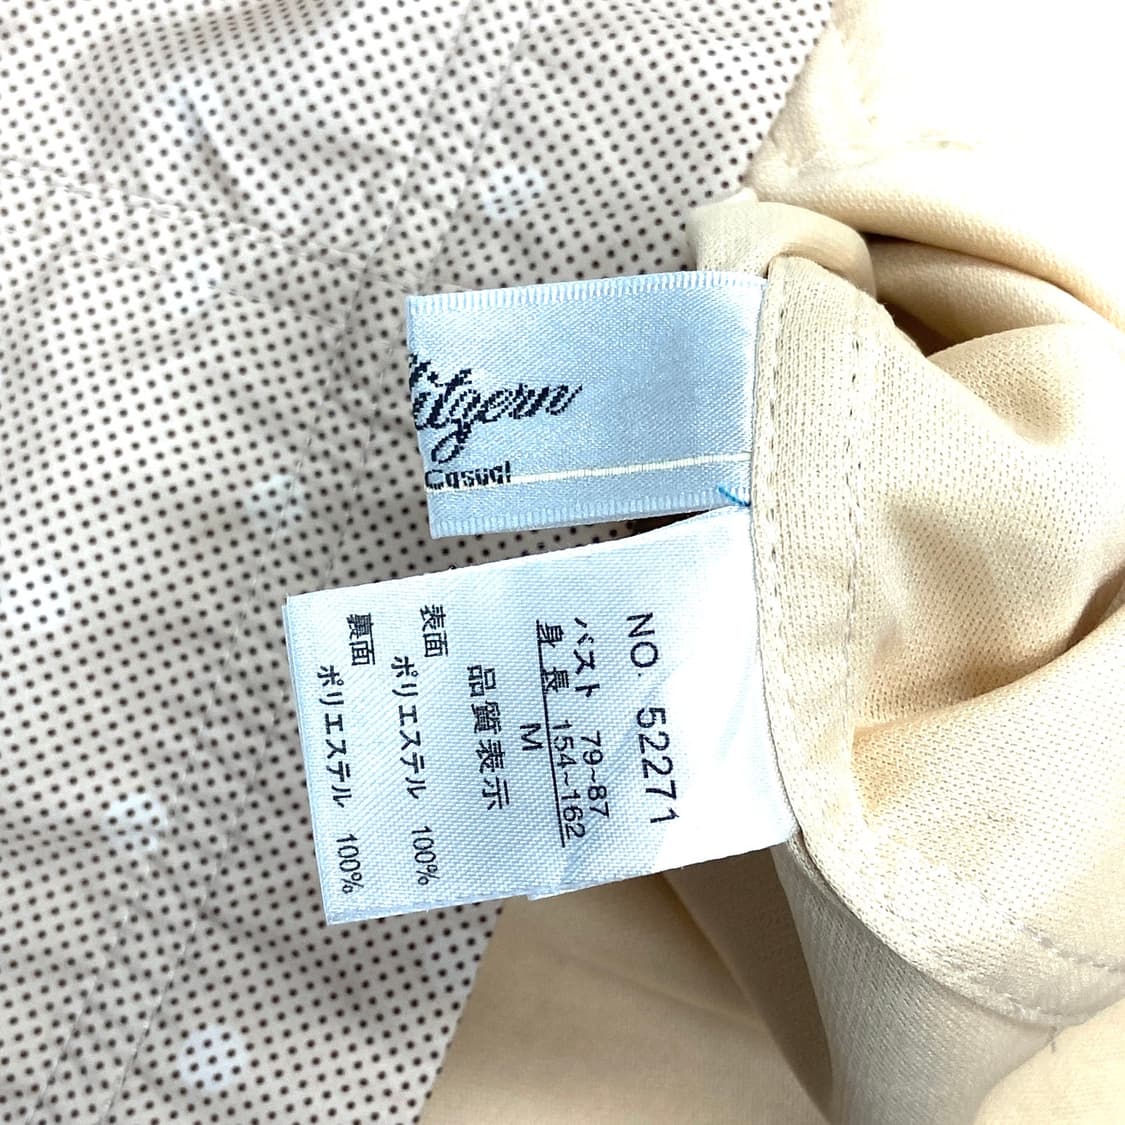 itzern
Casual
NO. 52271
バスト 79~87
身長 154~162
M
品質表示
表面
ポリエステル 100%
裏面
ポリエステル 100%